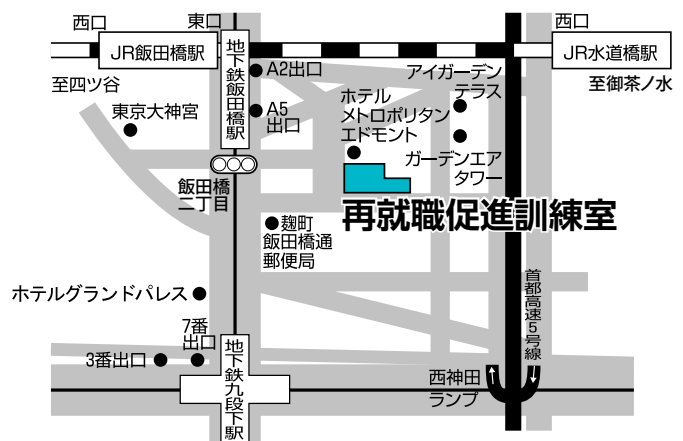 西口
東口
西口
JR飯田橋駅
JR水道橋駅
至四ツ谷
至御茶ノ水
地下鉄飯田橋駅
A2出口
A5
出口
アイガーデン
テラス
東京大神宮
ホテル
メトロポリタン
エドモント
ガーデンエア
タワー
飯田橋
二丁目
再就職促進訓練室
麹町
飯田橋通
郵便局
ホテルグランドパレス
首都高速5号線
7番
出口
3番出口
地下鉄九段下駅
西神田
ランプ
↑
↓